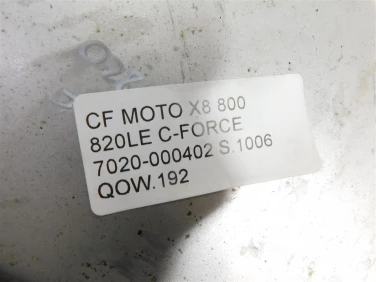 CF MOTO X8 800
820LE C-FORCE
7020-000402 S.1006
QOW.192